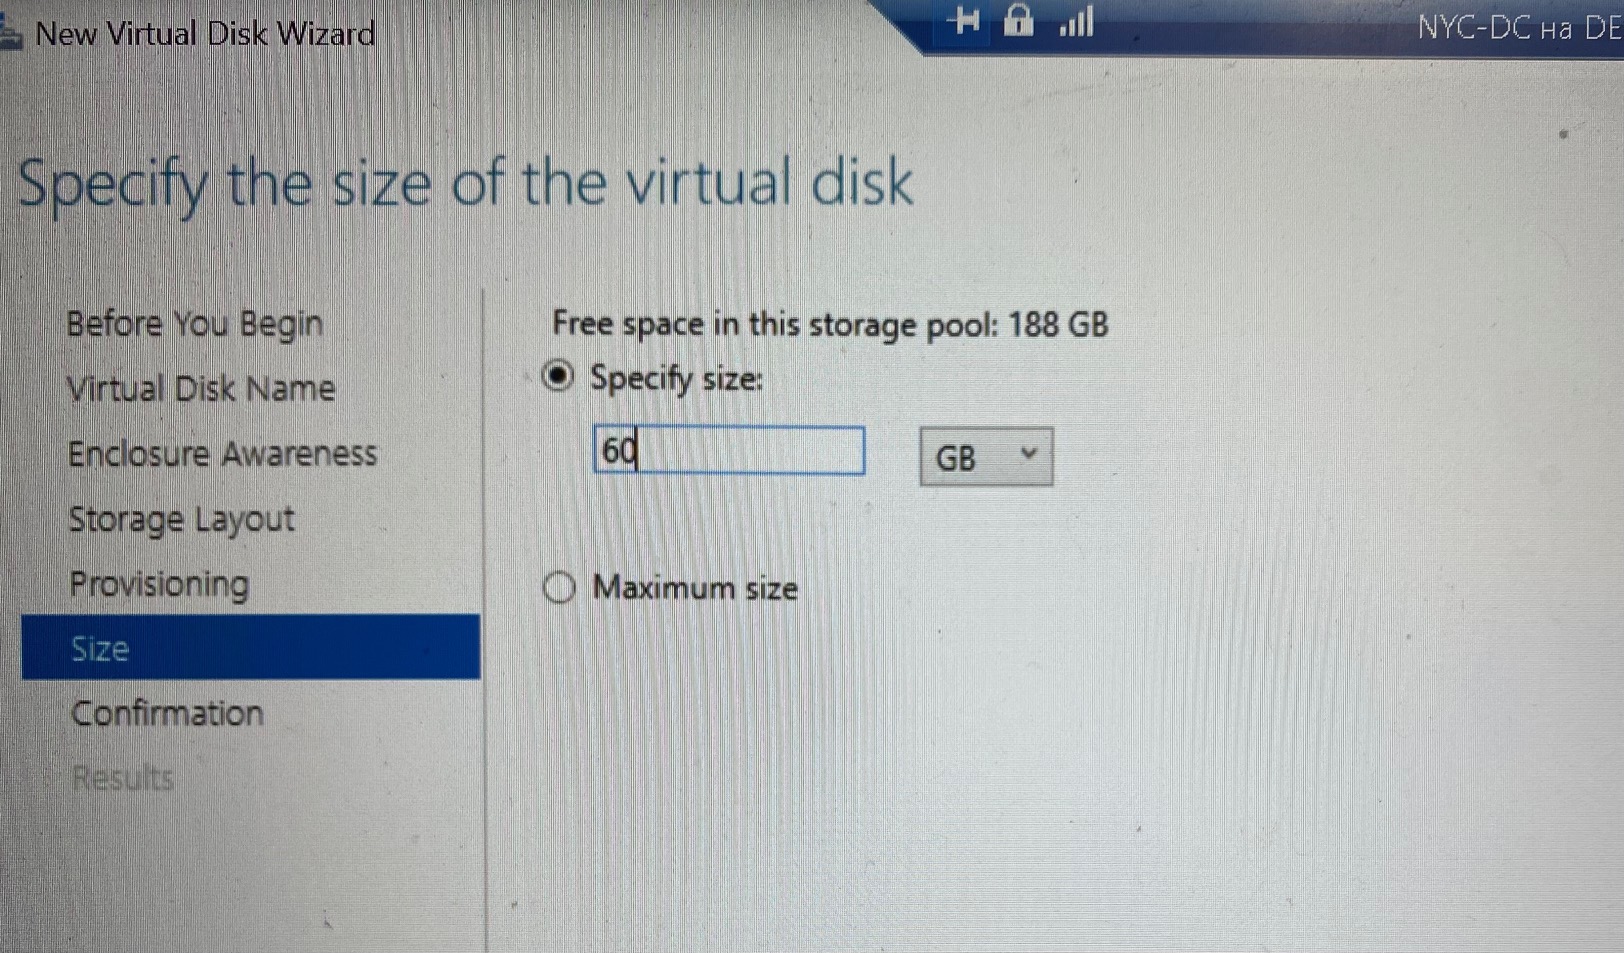 New Virtual Disk Wizard
NYC-DC на DE
Specify the size of the virtual disk
Before You Begin
Virtual Disk Name
Enclosure Awareness
Storage Layout
Provisioning
Size
Confirmation
Results
Free space in this storage pool: 188 GB
Specify size:
60
GB
Maximum size